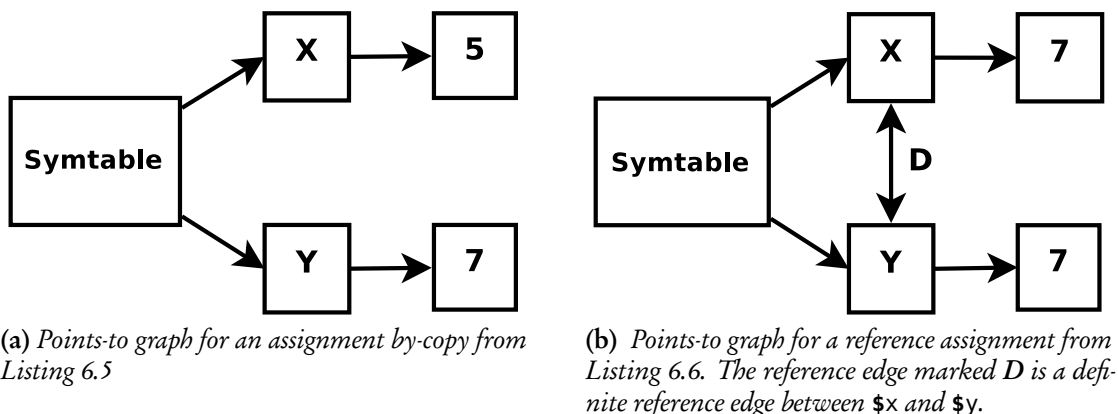 X
5
Symtable
Y
7
X
7
Symtable
D
Y
7
(a) Points-to graph for an assignment by-copy from
Listing 6.5
(b) Points-to graph for a reference assignment from
Listing 6.6. The reference edge marked D is a defi-
nite reference edge between $x and $y.